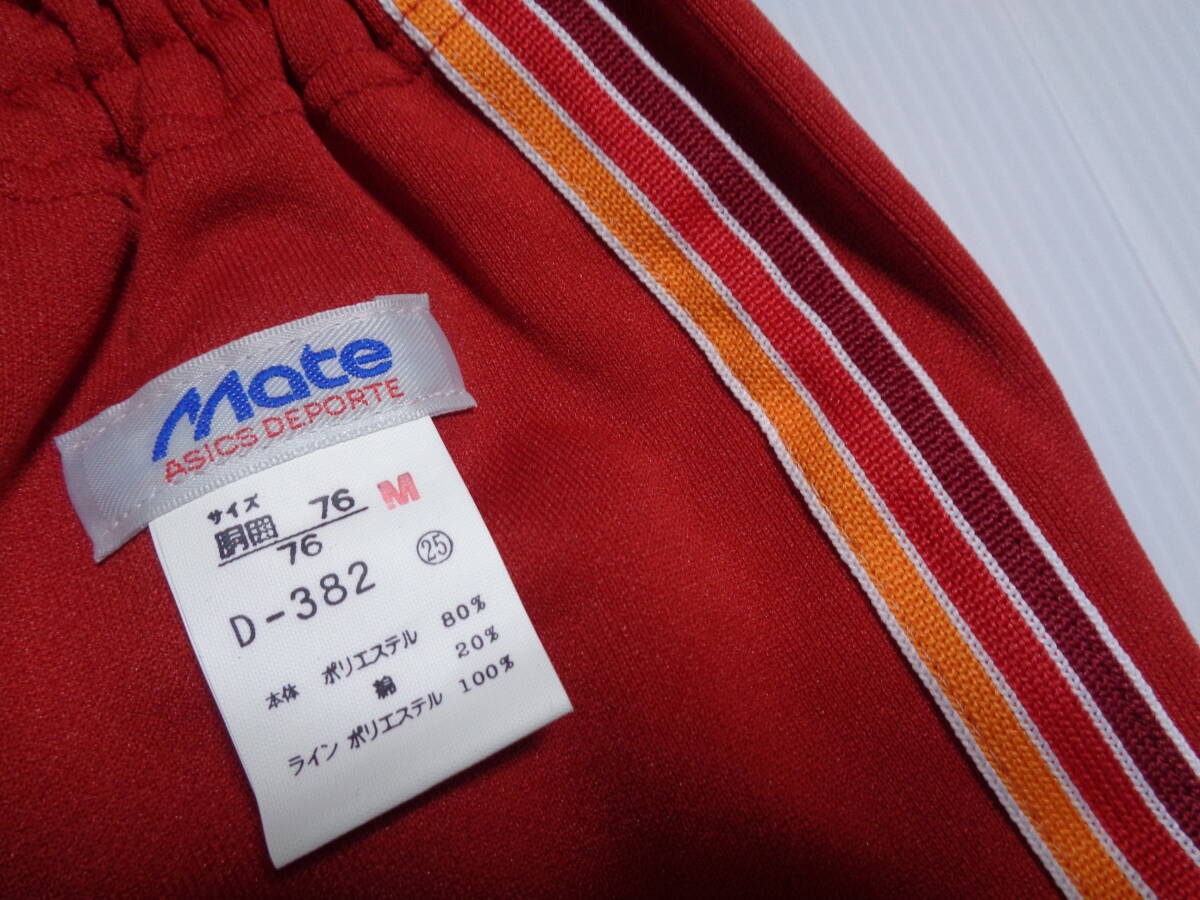 Mate
ASICS DEPORTE
サイズ
胴囲 76 M
76
D-382 25
本体 ポリエステル 80%
綿 20%
ライン ポリエステル 100%